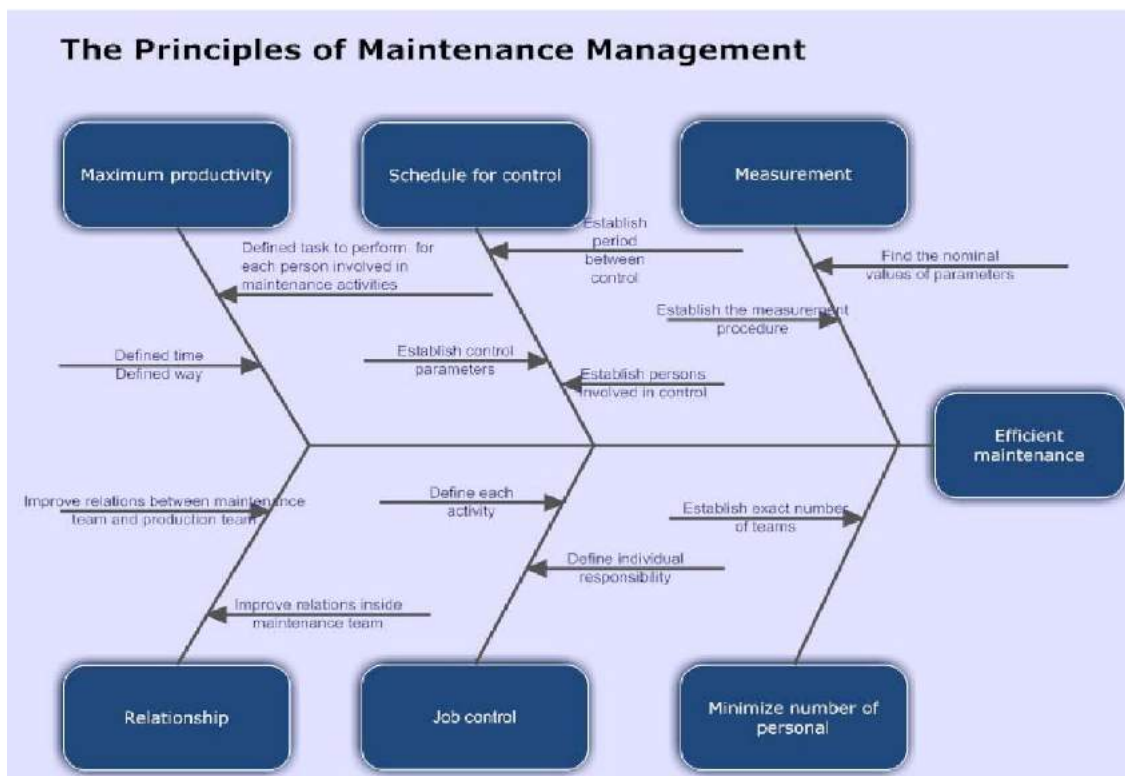 The Principles of Maintenance Management
Maximum productivity
Schedule for control
Measurement
Defined task to perform for
each person involved in
maintenance activities
Defined time
Defined way
Establish
period
between
control
Establish control
parameters
Establish persons
involved in control
Find the nominal
values of parameters
Establish the measurement
procedure
Efficient
maintenance
Improve relations between maintenance
team and production team
Improve relations inside
maintenance team
Define each
activity
Define individual
responsibility
Establish exact number
of teams
Relationship
Job control
Minimize number of
personal